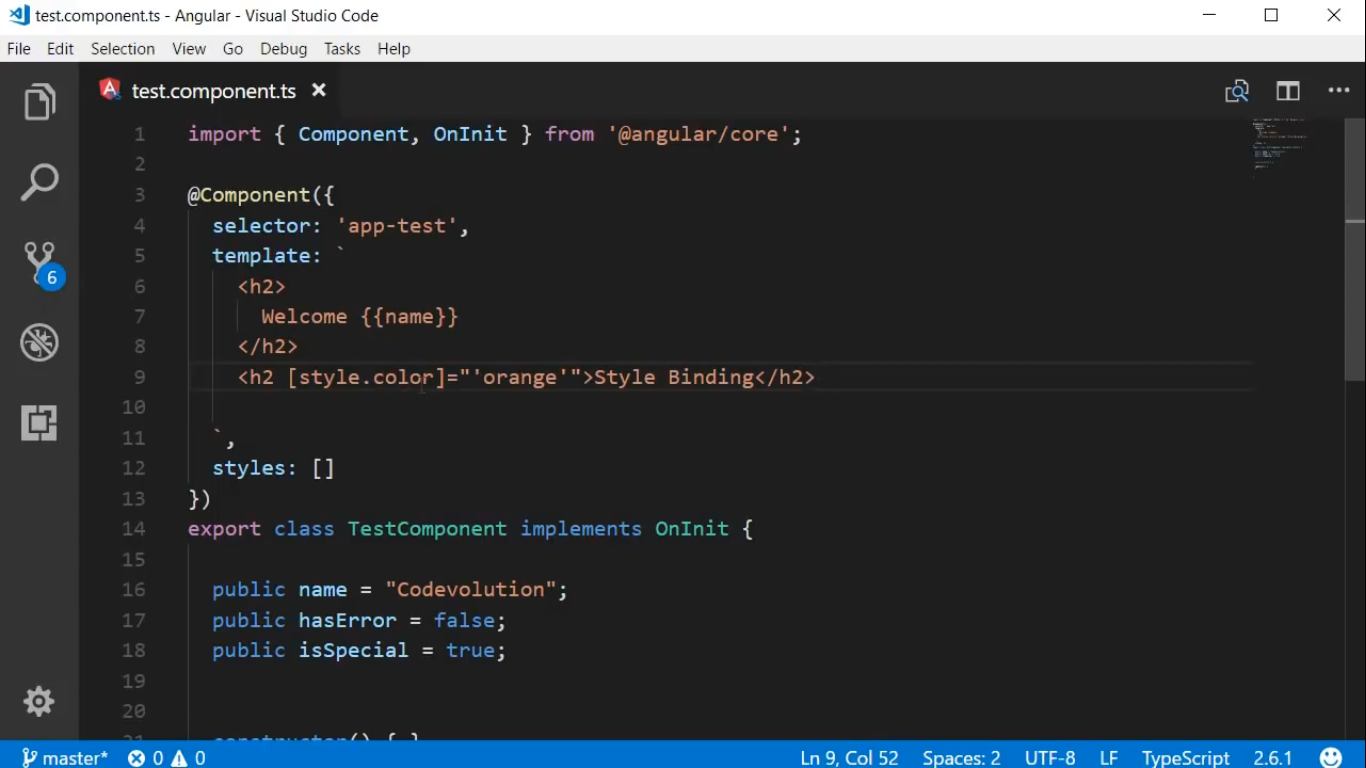 test.component.ts - Angular - Visual Studio Code
File Edit Selection View Go Debug Tasks Help
test.component.ts
1 import { Component, OnInit } from '@angular/core';
2
3 @Component({
4 selector: 'app-test',
5 template: `
6 <h2>
7 Welcome {{name}}
8 </h2>
9 <h2 [style.color]="'orange'">Style Binding</h2>
10
11 `,
12 styles: []
13 })
14 export class TestComponent implements OnInit {
15
16 public name = "Codevolution";
17 public hasError = false;
18 public isSpecial = true;
19
20
21 constructor() { }
6
master* 0 0 Ln 9, Col 52 Spaces: 2 UTF-8 LF TypeScript 2.6.1